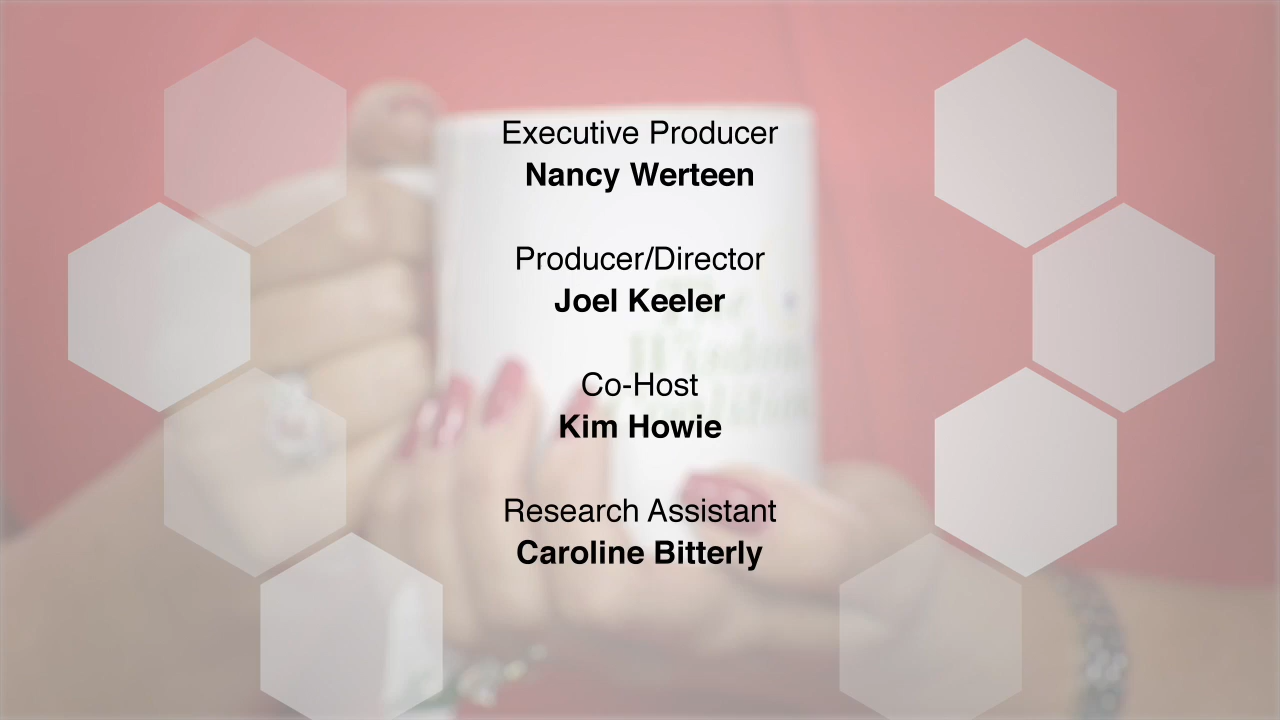 Executive Producer
Nancy Werteen
Producer/Director
Joel Keeler
Co-Host
Kim Howie
Research Assistant
Caroline Bitterly